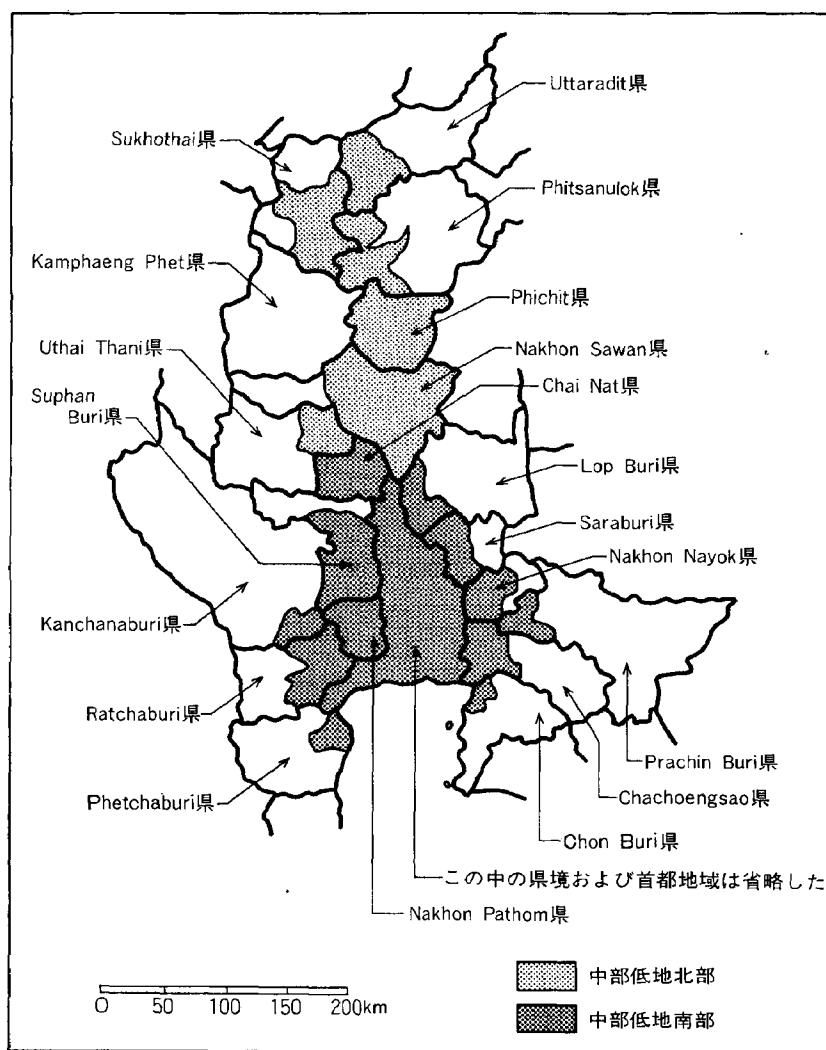 Uttaradit県
Sukhothai県
Phitsanulok県
Kamphaeng Phet県
Phichit県
Uthai Thani県
Nakhon Sawan県
Suphan
Buri県
Chai Nat県
Lop Buri県
Saraburi県
Nakhon Nayok県
Kanchanaburi県
Ratchaburi県
Prachin Buri県
Phetchaburi県
Chachoengsao県
Chon Buri県
この中の県境および首都地域は省略した
Nakhon Pathom県
中部低地北部
0 50 100 150 200km
中部低地南部